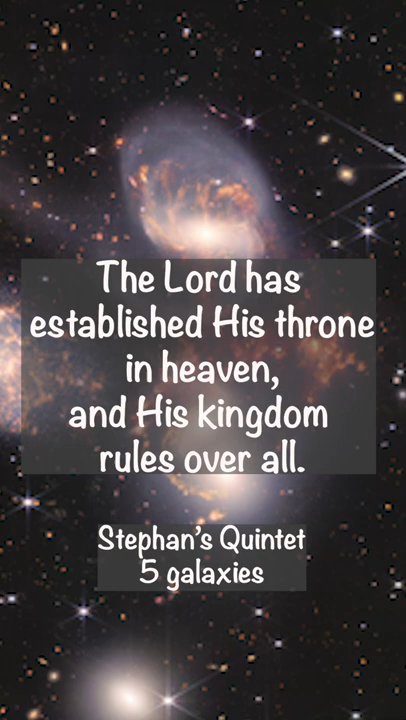 The Lord has
established His throne
in heaven,
and His kingdom
rules over all.
Stephan's Quintet
5 galaxies